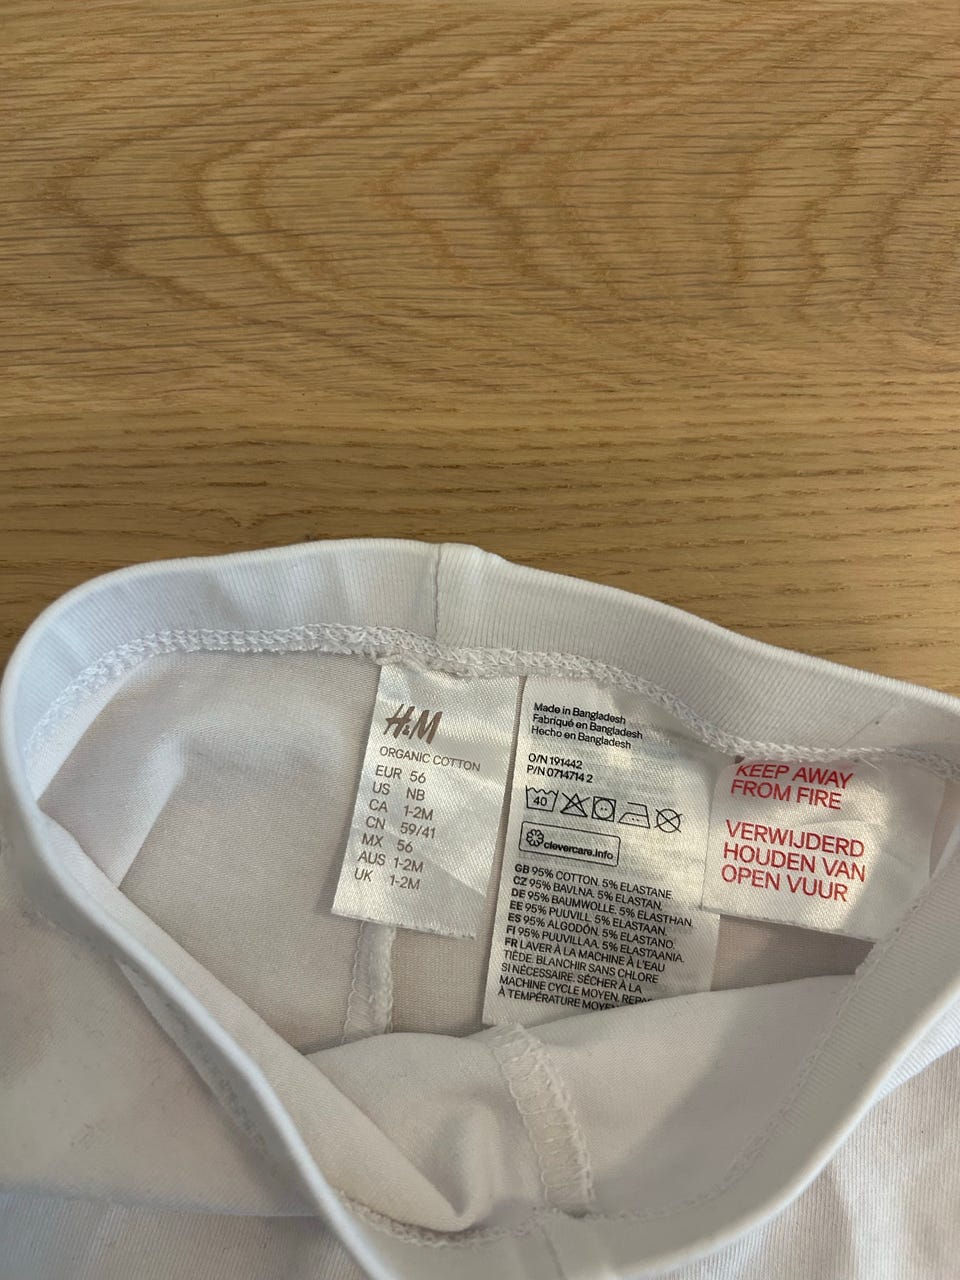 H&M
ORGANIC COTTON
EUR 56
US NB
CA 1-2M
CN 59/41
MX 56
AUS 1-2M
UK 1-2M
Made in Bangladesh
Fabriqué en Bangladesh
Hecho en Bangladesh
O/N 191442
P/N 0714714 2
40
clevercare.info
GB 95% COTTON. 5% ELASTANE
CZ 95% BAVLNA. 5% ELASTAN.
DE 95% BAUMWOLLE. 5% ELASTHAN.
EE 95% PUUVILL. 5% ELASTAAN.
ES 95% ALGODÓN. 5% ELASTANO.
FI 95% PUUVILLAA. 5% ELASTAANIA.
FR LAVER À LA MACHINE À L'EAU
TIÈDE. BLANCHIR SANS CHLORE
SI NÉCESSAIRE. SÉCHER À LA
MACHINE CYCLE MOYEN.
À TEMPÉRATURE
KEEP AWAY
FROM FIRE
VERWIJDERD
HOUDEN VAN
OPEN VUUR